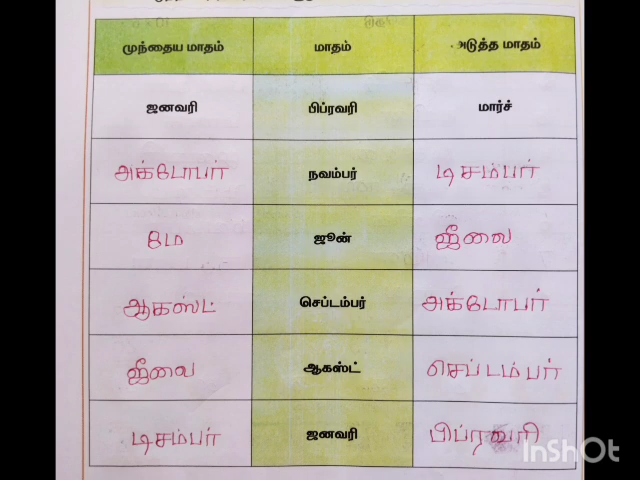 முந்தைய மாதம் மாதம் அடுத்த மாதம்
ஜனவரி பிப்ரவரி மார்ச்
அக்டோபர் நவம்பர் டிசம்பர்
மே ஜூன் ஜீலை
ஆகஸ்ட் செப்டம்பர் அக்டோபர்
ஜீலை ஆகஸ்ட் செப்டம்பர்
டிசம்பர் ஜனவரி பிப்ரவரி
InShOt